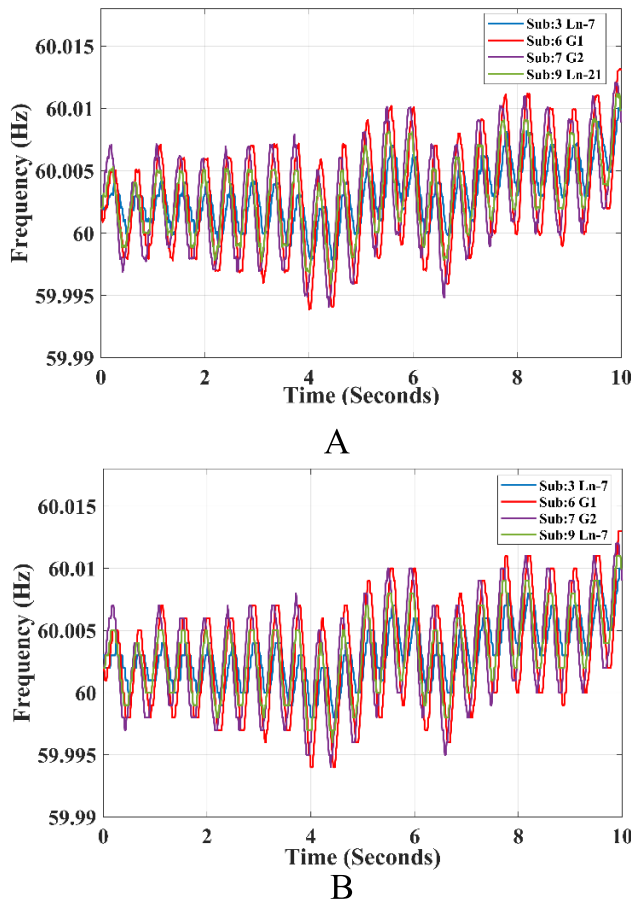 60.015
60.01
60.005
60
59.995
59.99
Frequency (Hz)
Sub:3 Ln-7
Sub:6 G1
Sub:7 G2
Sub:9 Ln-21
0 2 4 6 8 10
Time (Seconds)
A
60.015
60.01
60.005
60
59.995
59.99
Frequency (Hz)
Sub:3 Ln-7
Sub:6 G1
Sub:7 G2
Sub:9 Ln-7
0 2 4 6 8 10
Time (Seconds)
B